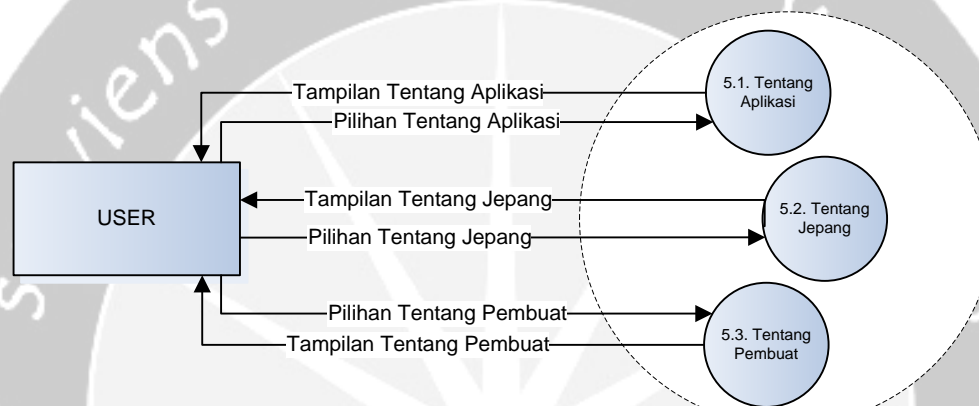 5.1. Tentang
Aplikasi
Tampilan Tentang Aplikasi
Pilihan Tentang Aplikasi
USER
Tampilan Tentang Jepang
5.2. Tentang
Jepang
Pilihan Tentang Jepang
Pilihan Tentang Pembuat
5.3. Tentang
Pembuat
Tampilan Tentang Pembuat